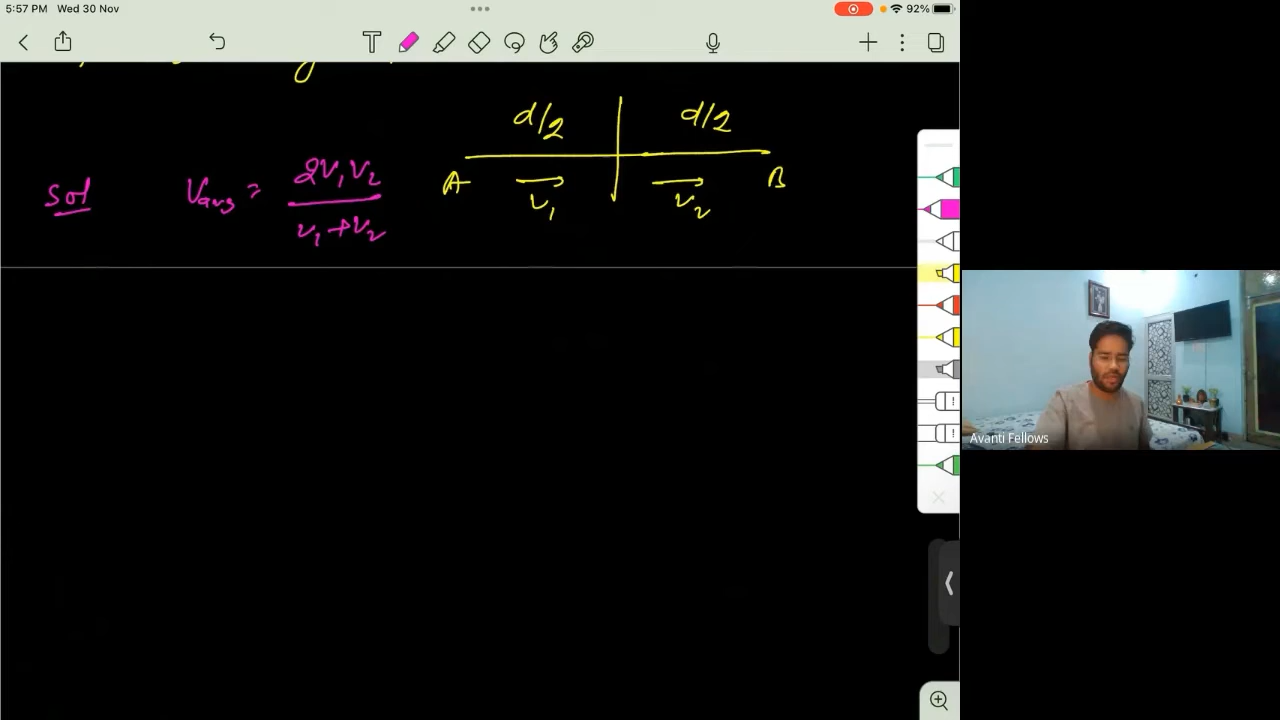 5:57 PM Wed 30 Nov
92%
T
d/2 d/2
A B
V₁ V₂
Sol Vavg = 2V₁V₂ / V₁+V₂
Avanti Fellows